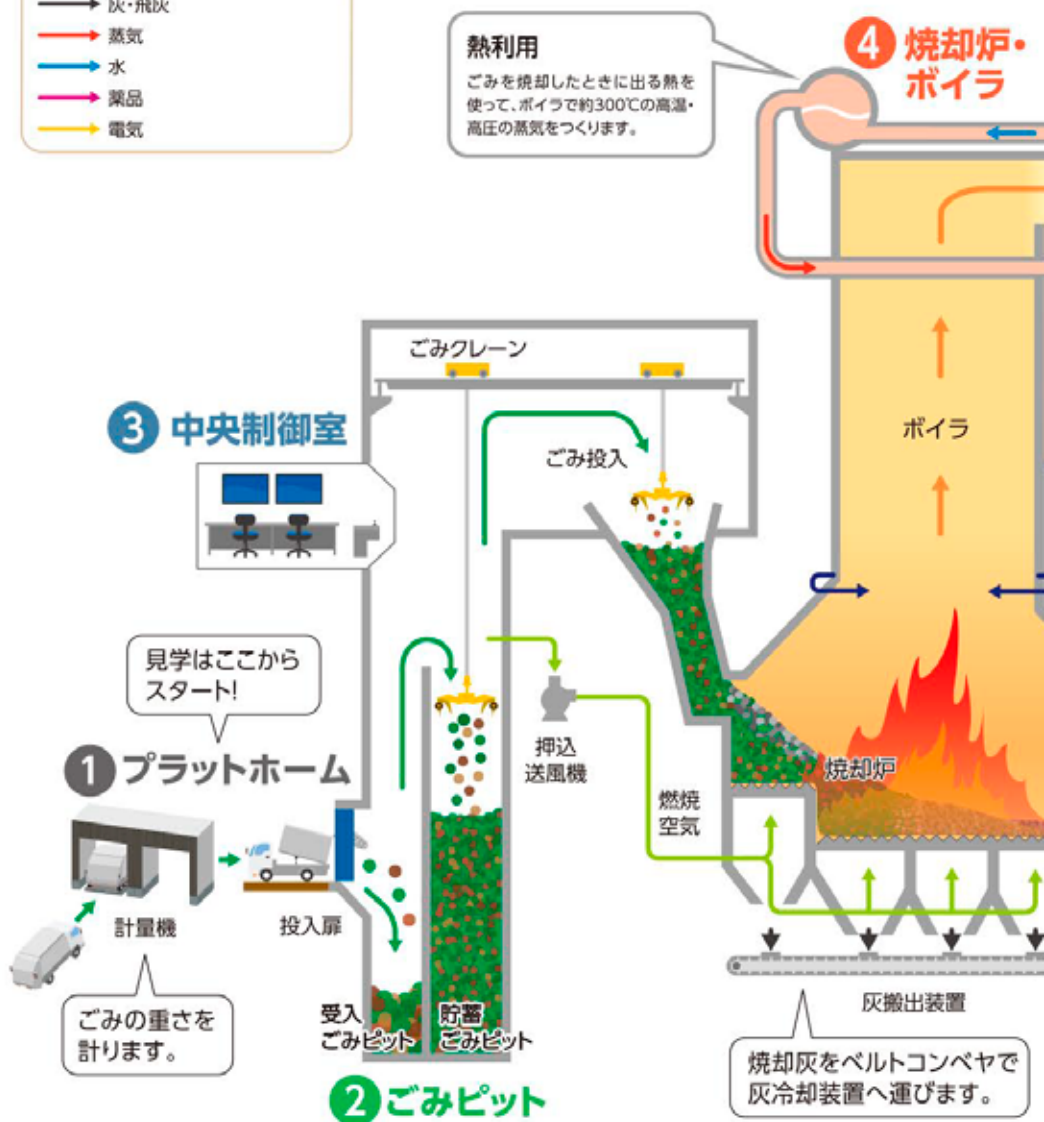 灰・飛灰
蒸気
水
薬品
電気
熱利用
ごみを焼却したときに出る熱を
使って、ボイラで約300℃の高温・
高圧の蒸気をつくります。
4 焼却炉・
ボイラ
ごみクレーン
3 中央制御室
ごみ投入
ボイラ
見学はここから
スタート!
1 プラットホーム
押込
送風機
焼却炉
燃焼
空気
計量機
投入扉
ごみの重さを
計ります。
受入
ごみピット
貯蓄
ごみピット
灰搬出装置
焼却灰をベルトコンベヤで
灰冷却装置へ運びます。
2 ごみピット